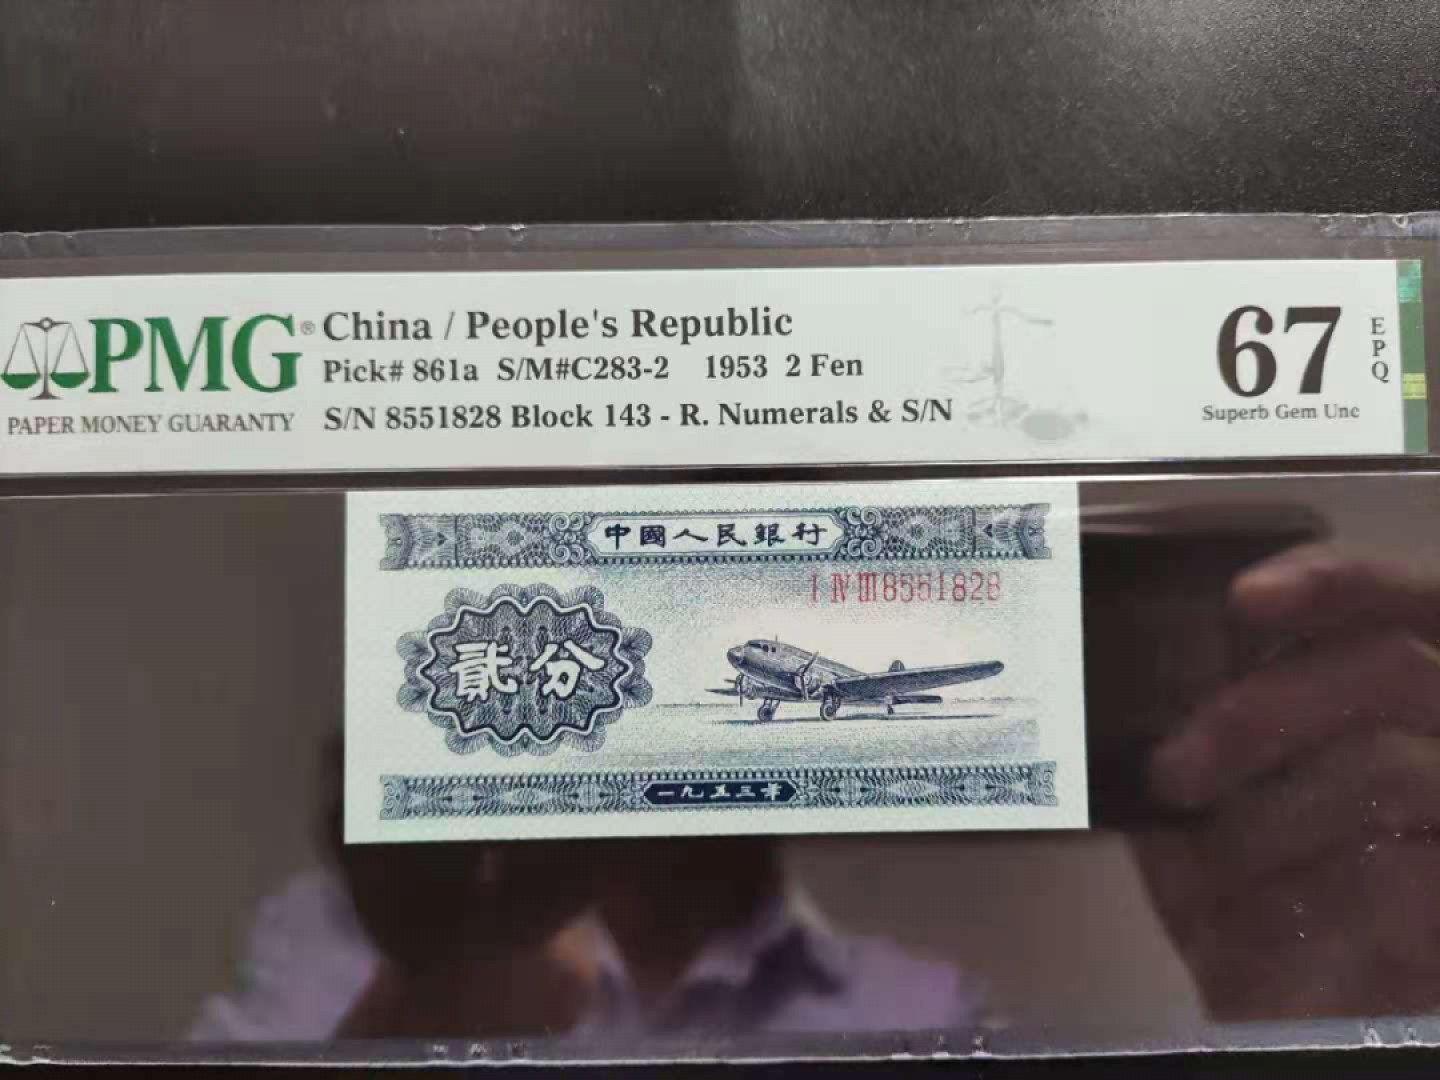 PMG®
PAPER MONEY GUARANTY
China / People's Republic
Pick# 861a S/M#C283-2 1953 2 Fen
S/N 8551828 Block 143 - R. Numerals & S/N
67
EPQ
Superb Gem Unc
中國人民銀行
I IV III 8551828
貳分
一九五三年